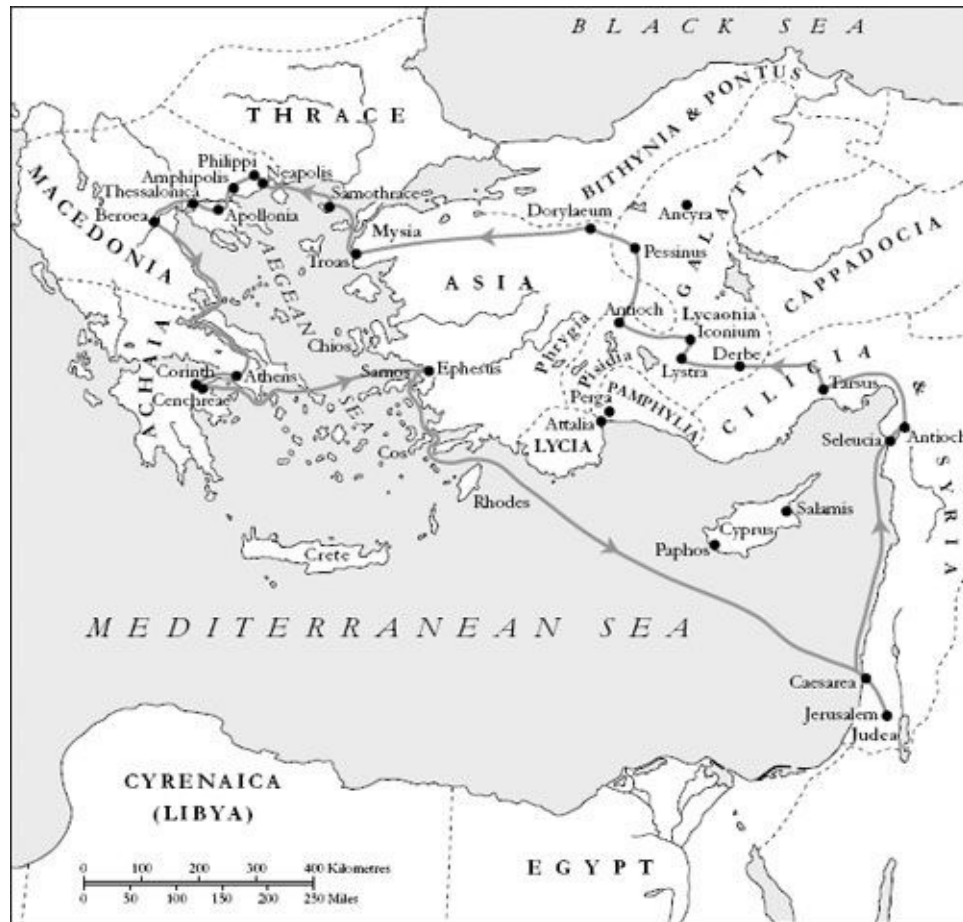 BLACK SEA
THRACE
BITHYNIA & PONTUS
Philippi
Neapolis
Amphipolis
Thessalonica
Samothrace
Beroea
Apollonia
MACEDONIA
Mysia
Dorylaeum
Ancyra
GALATIA
Troas
Pessinus
CAPPADOCIA
AEGEAN SEA
ASIA
Antioch
Lycaonia
Iconium
Phrygia
Chios
Pisidia
Derbe
Lystra
ACHAIA
Corinth
Athens
Samos
Ephesus
Cenchreae
Perga
PAMPHYLIA
CILICIA &
Tarsus
Attalia
LYCIA
Seleucia
Antioch
Cos
SYRIA
Rhodes
Salamis
Cyprus
Paphos
Crete
MEDITERRANEAN SEA
Caesarea
Jerusalem
Judea
CYRENAICA
(LIBYA)
EGYPT
0 100 200 300 400 Kilometres
0 50 100 150 200 250 Miles